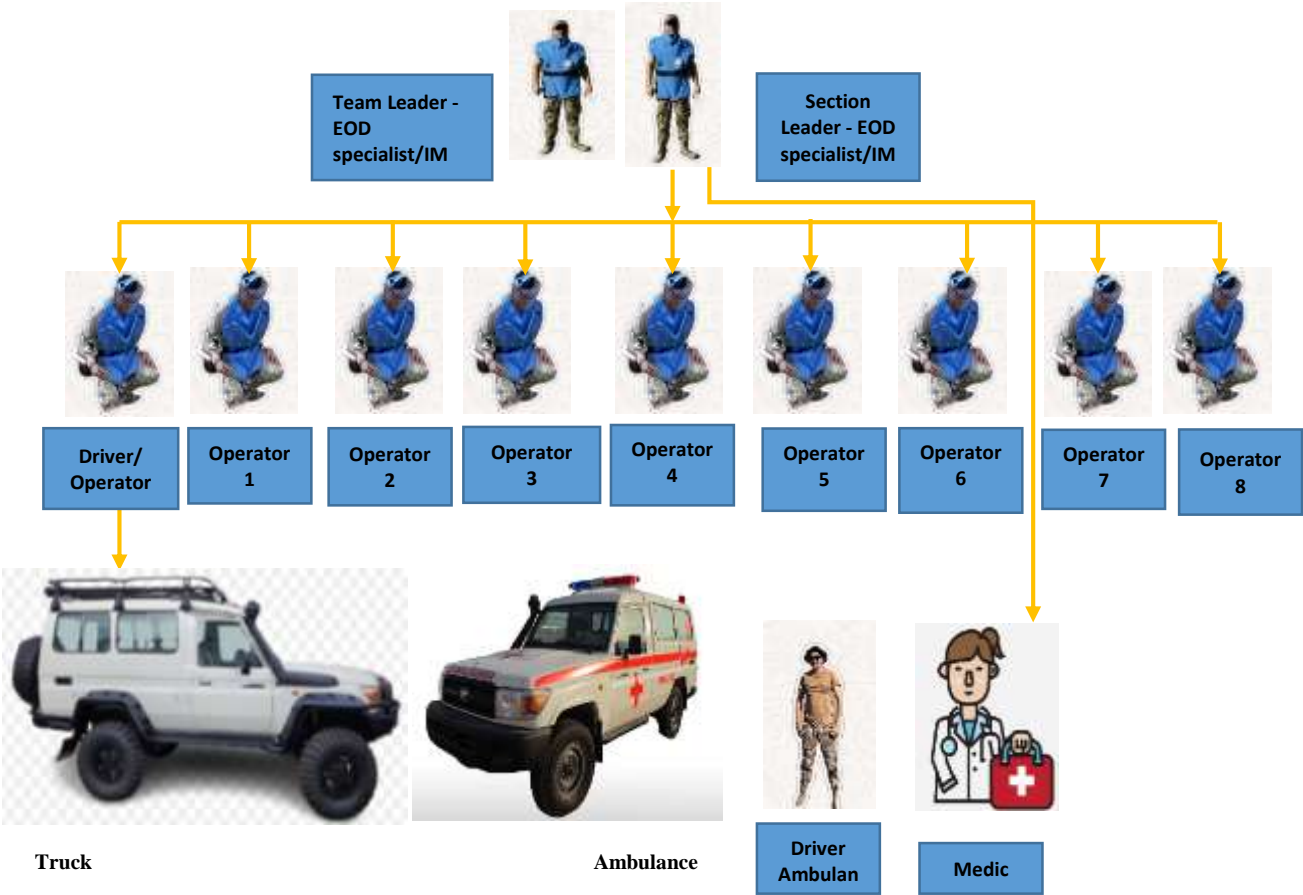 Team Leader -
EOD
specialist/IM
Section
Leader - EOD
specialist/IM
Driver/
Operator
Operator
1
Operator
2
Operator
3
Operator
4
Operator
5
Operator
6
Operator
7
Operator
8
Truck
Ambulance
Driver
Ambulan
Medic